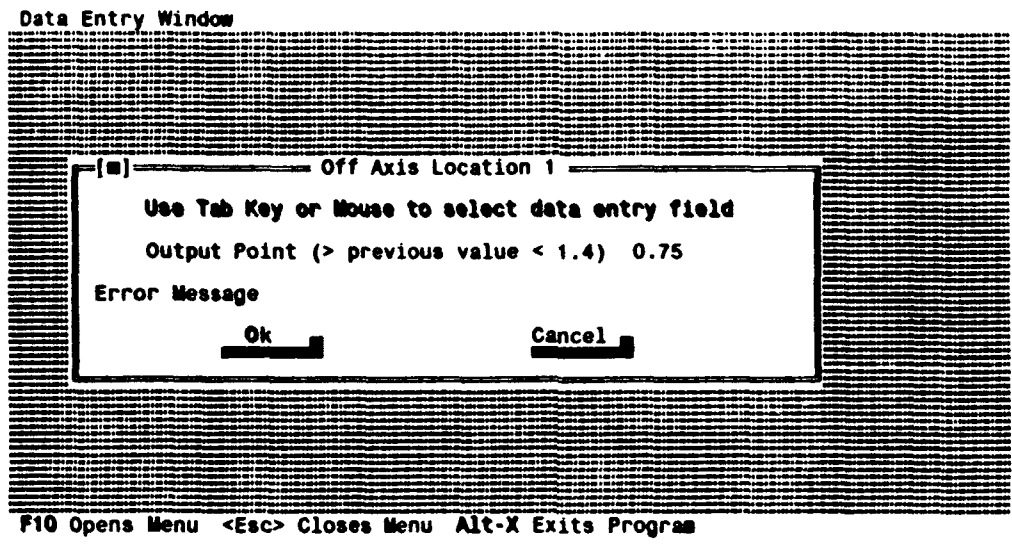 Data Entry Window
[■] Off Axis Location 1
Use Tab Key or Mouse to select data entry field
Output Point (> previous value < 1.4) 0.75
Error Message
Ok Cancel
F10 Opens Menu <Esc> Closes Menu Alt-X Exits Program